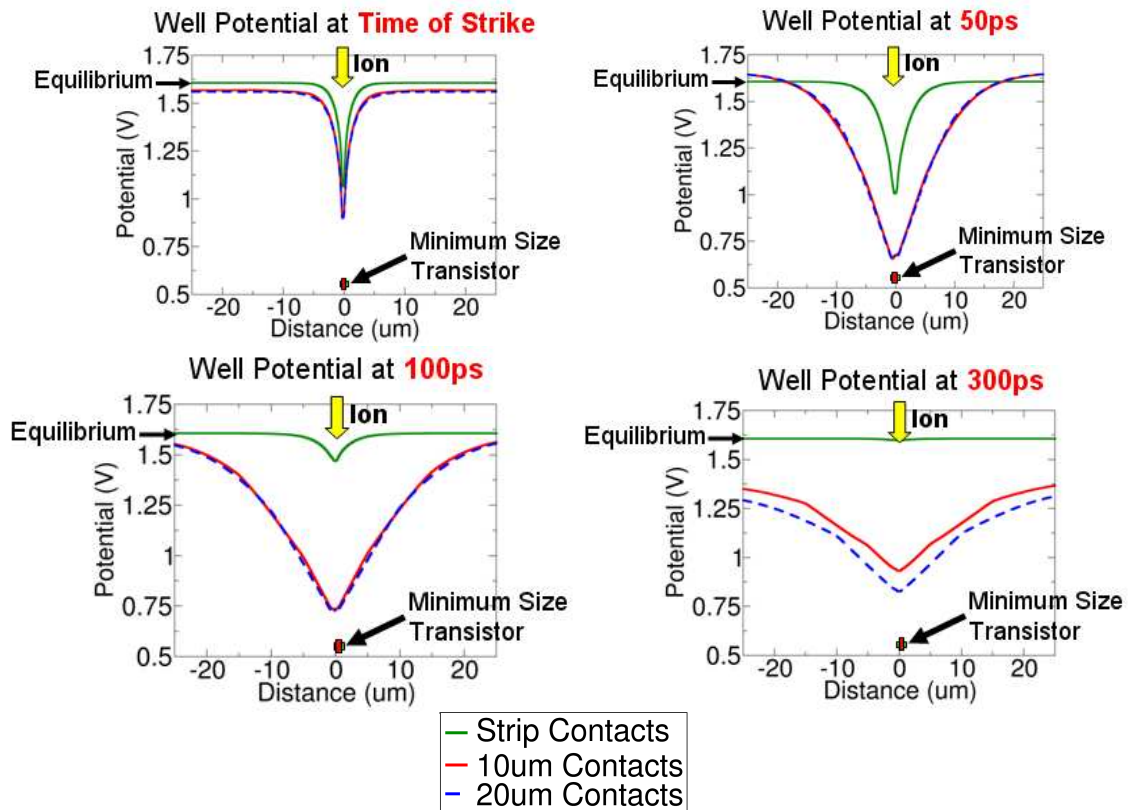 Well Potential at Time of Strike
1.75
Equilibrium
Ion
1.5
1.25
1
0.75
0.5
Potential (V)
Minimum Size
Transistor
-20 -10 0 10 20
Distance (um)
Well Potential at 50ps
1.75
Equilibrium
Ion
1.5
1.25
1
0.75
0.5
Potential (V)
Minimum Size
Transistor
-20 -10 0 10 20
Distance (um)
Well Potential at 100ps
1.75
Equilibrium
Ion
1.5
1.25
1
0.75
0.5
Potential (V)
Minimum Size
Transistor
-20 -10 0 10 20
Distance (um)
Well Potential at 300ps
1.75
Equilibrium
Ion
1.5
1.25
1
0.75
0.5
Potential (V)
Minimum Size
Transistor
-20 -10 0 10 20
Distance (um)
Strip Contacts
10um Contacts
20um Contacts